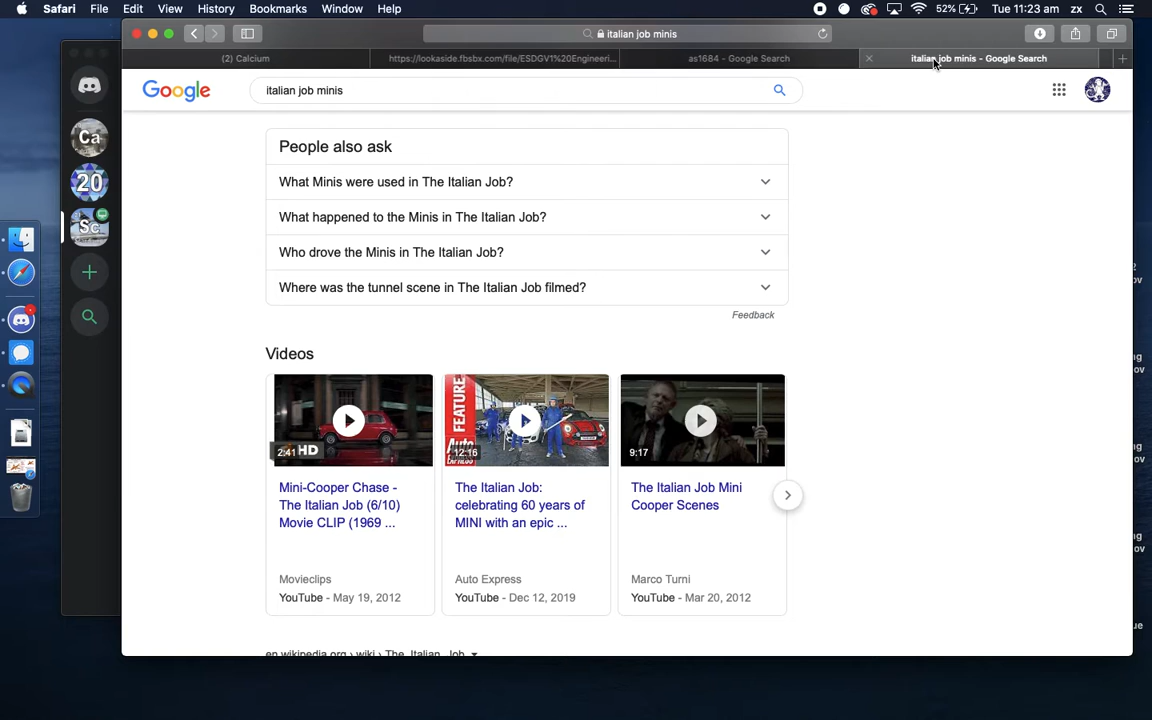 Safari File Edit View History Bookmarks Window Help 52% Tue 11:23 am zx
italian job minis
(2) Calcium https://lookaside.fbsbx.com/file/ESDGV1%20Engineeri... as1684 - Google Search italian job minis - Google Search
Google italian job minis
Ca
20
Sc
People also ask
What Minis were used in The Italian Job?
What happened to the Minis in The Italian Job?
Who drove the Minis in The Italian Job?
Where was the tunnel scene in The Italian Job filmed?
Feedback
Videos
FEATURE
Auto
2:41 HD 12:16 9:17
Mini-Cooper Chase -
The Italian Job (6/10)
Movie CLIP (1969 ...
Movieclips
YouTube - May 19, 2012
The Italian Job:
celebrating 60 years of
MINI with an epic ...
Auto Express
YouTube - Dec 12, 2019
The Italian Job Mini
Cooper Scenes
Marco Turni
YouTube - Mar 20, 2012
en.wikipedia.org › wiki › The_Italian_Job